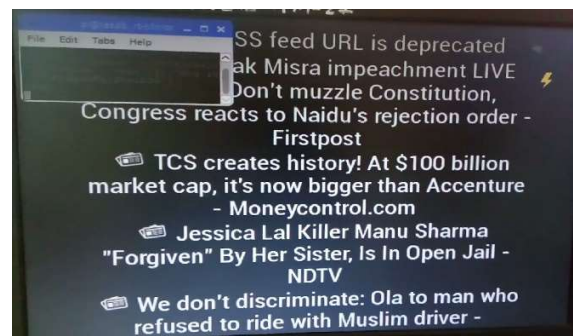 File Edit Tabs Help
SS feed URL is deprecated
ak Misra impeachment LIVE
Don't muzzle Constitution,
Congress reacts to Naidu's rejection order -
Firstpost
TCS creates history! At $100 billion
market cap, it's now bigger than Accenture
- Moneycontrol.com
Jessica Lal Killer Manu Sharma
"Forgiven" By Her Sister, Is In Open Jail -
NDTV
We don't discriminate: Ola to man who
refused to ride with Muslim driver -